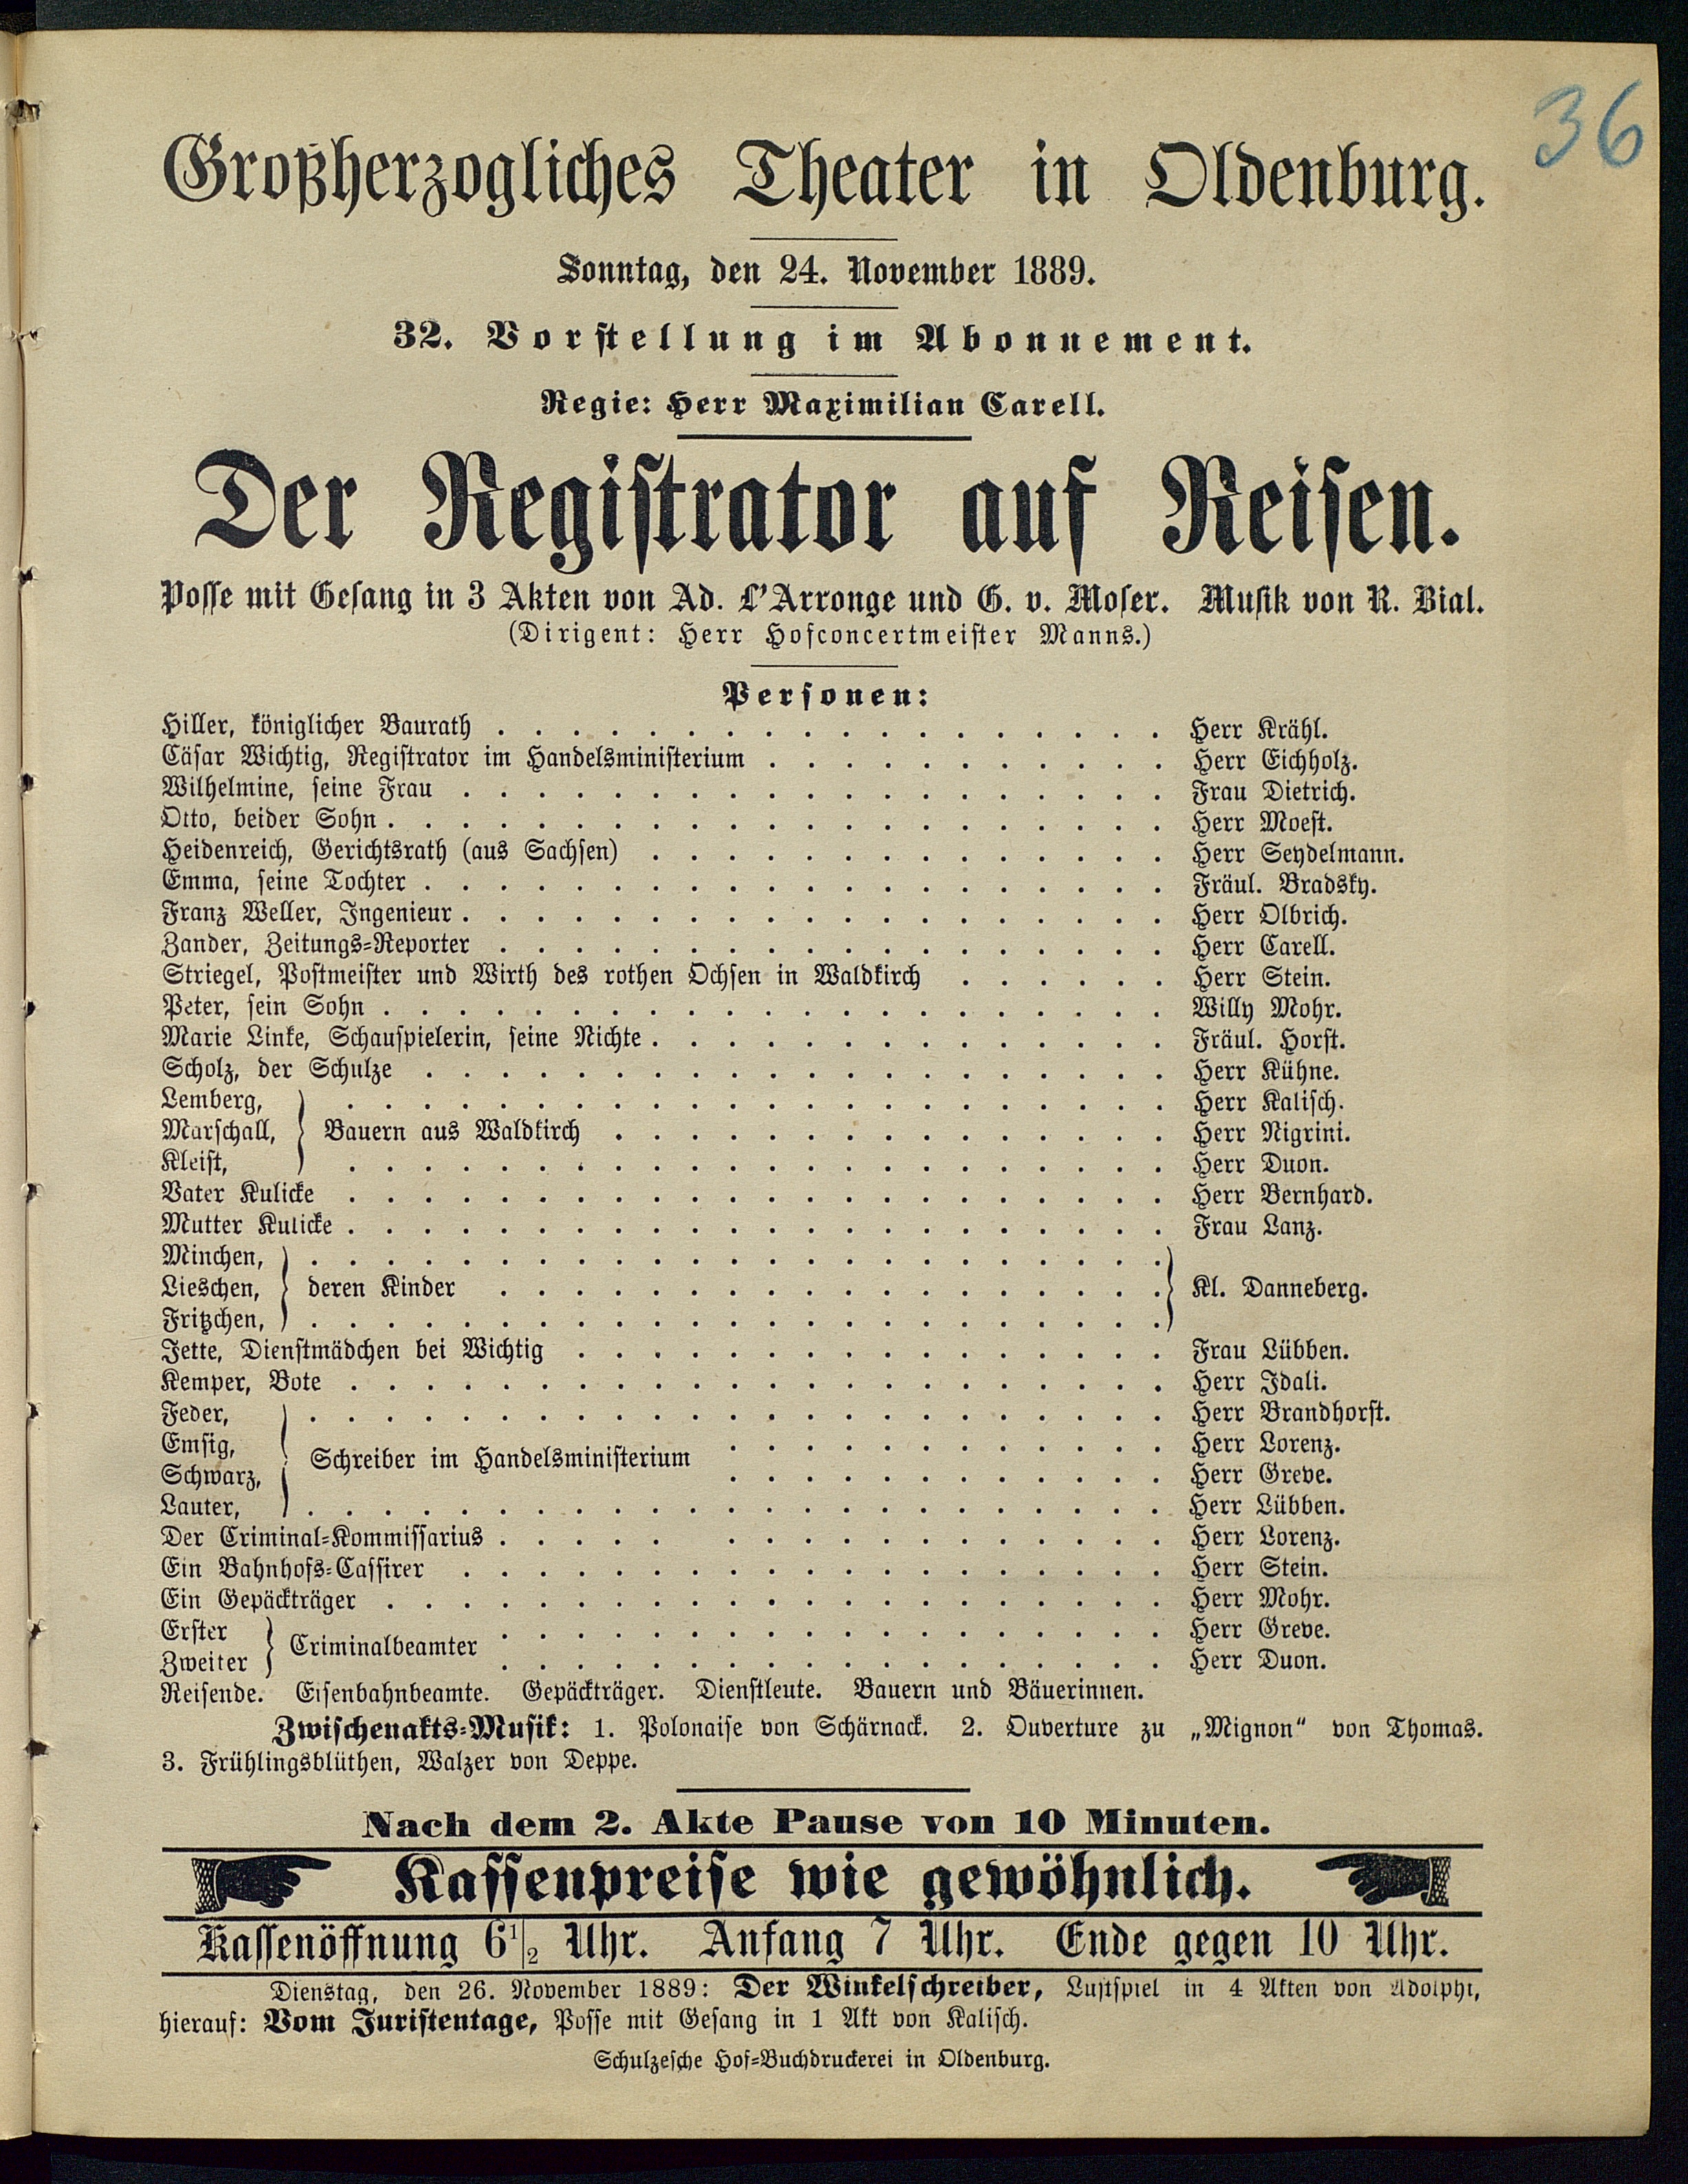 36
Großherzogliches Theater in Oldenburg.
Sonntag, den 24. November 1889.
32. Vorstellung im Abonnement.
Regie: Herr Maximilian Carell.
Der Registrator auf Reisen.
Posse mit Gesang in 3 Akten von Ad. L'Arronge und G. v. Moser. Musik von R. Bial.
(Dirigent: Herr Hofconcertmeister Manns.)
Personen:
Hiller, königlicher Baurath . . . . . . . . . . . . . . . . . . Herr Krähl.
Cäsar Wichtig, Registrator im Handelsministerium . . . . . . . . . . . Herr Eichholz.
Wilhelmine, seine Frau . . . . . . . . . . . . . . . . . . . Frau Dietrich.
Otto, beider Sohn . . . . . . . . . . . . . . . . . . . . . Herr Moest.
Heidenreich, Gerichtsrath (aus Sachsen) . . . . . . . . . . . . . . Herr Seydelmann.
Emma, seine Tochter . . . . . . . . . . . . . . . . . . . . Fräul. Bradsky.
Franz Weller, Ingenieur . . . . . . . . . . . . . . . . . . . Herr Olbrich.
Zander, Zeitungs-Reporter . . . . . . . . . . . . . . . . . . Herr Carell.
Striegel, Postmeister und Wirth des rothen Ochsen in Waldkirch . . . . . . Herr Stein.
Peter, sein Sohn . . . . . . . . . . . . . . . . . . . . . Willy Mohr.
Marie Linke, Schauspielerin, seine Nichte . . . . . . . . . . . . . . Fräul. Horst.
Scholz, der Schulze . . . . . . . . . . . . . . . . . . . . Herr Kühne.
Lemberg, . . . . . . . . . . . . . . . . . . . . . . Herr Kalisch.
Marschall, } Bauern aus Waldkirch . . . . . . . . . . . . . . . Herr Nigrini.
Kleist, . . . . . . . . . . . . . . . . . . . . . . Herr Duon.
Vater Kulicke . . . . . . . . . . . . . . . . . . . . . . Herr Bernhard.
Mutter Kulicke . . . . . . . . . . . . . . . . . . . . . . Frau Lanz.
Minchen, . . . . . . . . . . . . . . . . . . . . . . .
Lieschen, } deren Kinder . . . . . . . . . . . . . . . . . . } Kl. Danneberg.
Fritzchen, . . . . . . . . . . . . . . . . . . . . . . .
Jette, Dienstmädchen bei Wichtig . . . . . . . . . . . . . . . . Frau Lübben.
Kemper, Bote . . . . . . . . . . . . . . . . . . . . . . Herr Idali.
Feder, . . . . . . . . . . . . . . . . . . . . . . . Herr Brandhorst.
Emsig, . . . . . . . . . . . . Herr Lorenz.
} Schreiber im Handelsministerium
Schwarz, . . . . . . . . . . . . Herr Greve.
Lauter, . . . . . . . . . . . . . . . . . . . . . . . Herr Lübben.
Der Criminal-Kommissarius . . . . . . . . . . . . . . . . . Herr Lorenz.
Ein Bahnhofs-Cassirer . . . . . . . . . . . . . . . . . . . Herr Stein.
Ein Gepäckträger . . . . . . . . . . . . . . . . . . . . . Herr Mohr.
Erster . . . . . . . . . . . . . . . . . . Herr Greve.
} Criminalbeamter
Zweiter . . . . . . . . . . . . . . . . . . Herr Duon.
Reisende. Eisenbahnbeamte. Gepäckträger. Dienstleute. Bauern und Bäuerinnen.
Zwischenakts-Musik: 1. Polonaise von Schärnack. 2. Ouverture zu „Mignon“ von Thomas.
3. Frühlingsblüthen, Walzer von Deppe.
Nach dem 2. Akte Pause von 10 Minuten.
Kassenpreise wie gewöhnlich.
Kassenöffnung 6 1/2 Uhr. Anfang 7 Uhr. Ende gegen 10 Uhr.
Dienstag, den 26. November 1889: Der Winkelschreiber, Lustspiel in 4 Akten von Adolphi,
hierauf: Vom Juristentage, Posse mit Gesang in 1 Akt von Kalisch.
Schulzesche Hof-Buchdruckerei in Oldenburg.